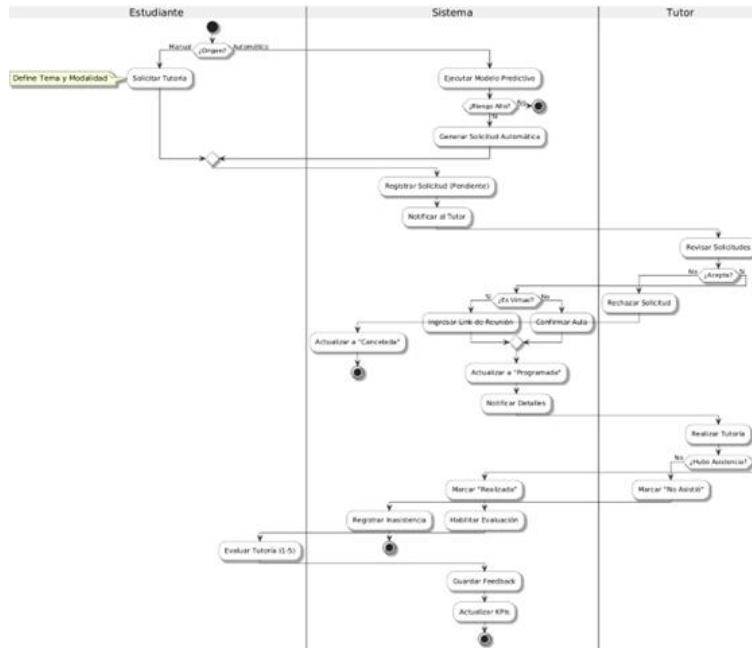 Estudiante
Sistema
Tutor
¿Origen?
Manual
Automático
Define Tema y Modalidad
Solicitar Tutoría
Ejecutar Modelo Predictivo
¿Riesgo Alto?
No
Sí
Generar Solicitud Automática
Registrar Solicitud (Pendiente)
Notificar al Tutor
Revisar Solicitudes
¿Acepta?
No
Sí
¿Es Virtual?
Sí
No
Rechazar Solicitud
Ingresar Link de Reunión
Confirmar Aula
Actualizar a "Cancelada"
Actualizar a "Programada"
Notificar Detalles
Realizar Tutoría
¿Hubo Asistencia?
No
Marcar "Realizada"
Marcar "No Asistió"
Registrar Inasistencia
Habilitar Evaluación
Evaluar Tutoría (1-5)
Guardar Feedback
Actualizar KPIs